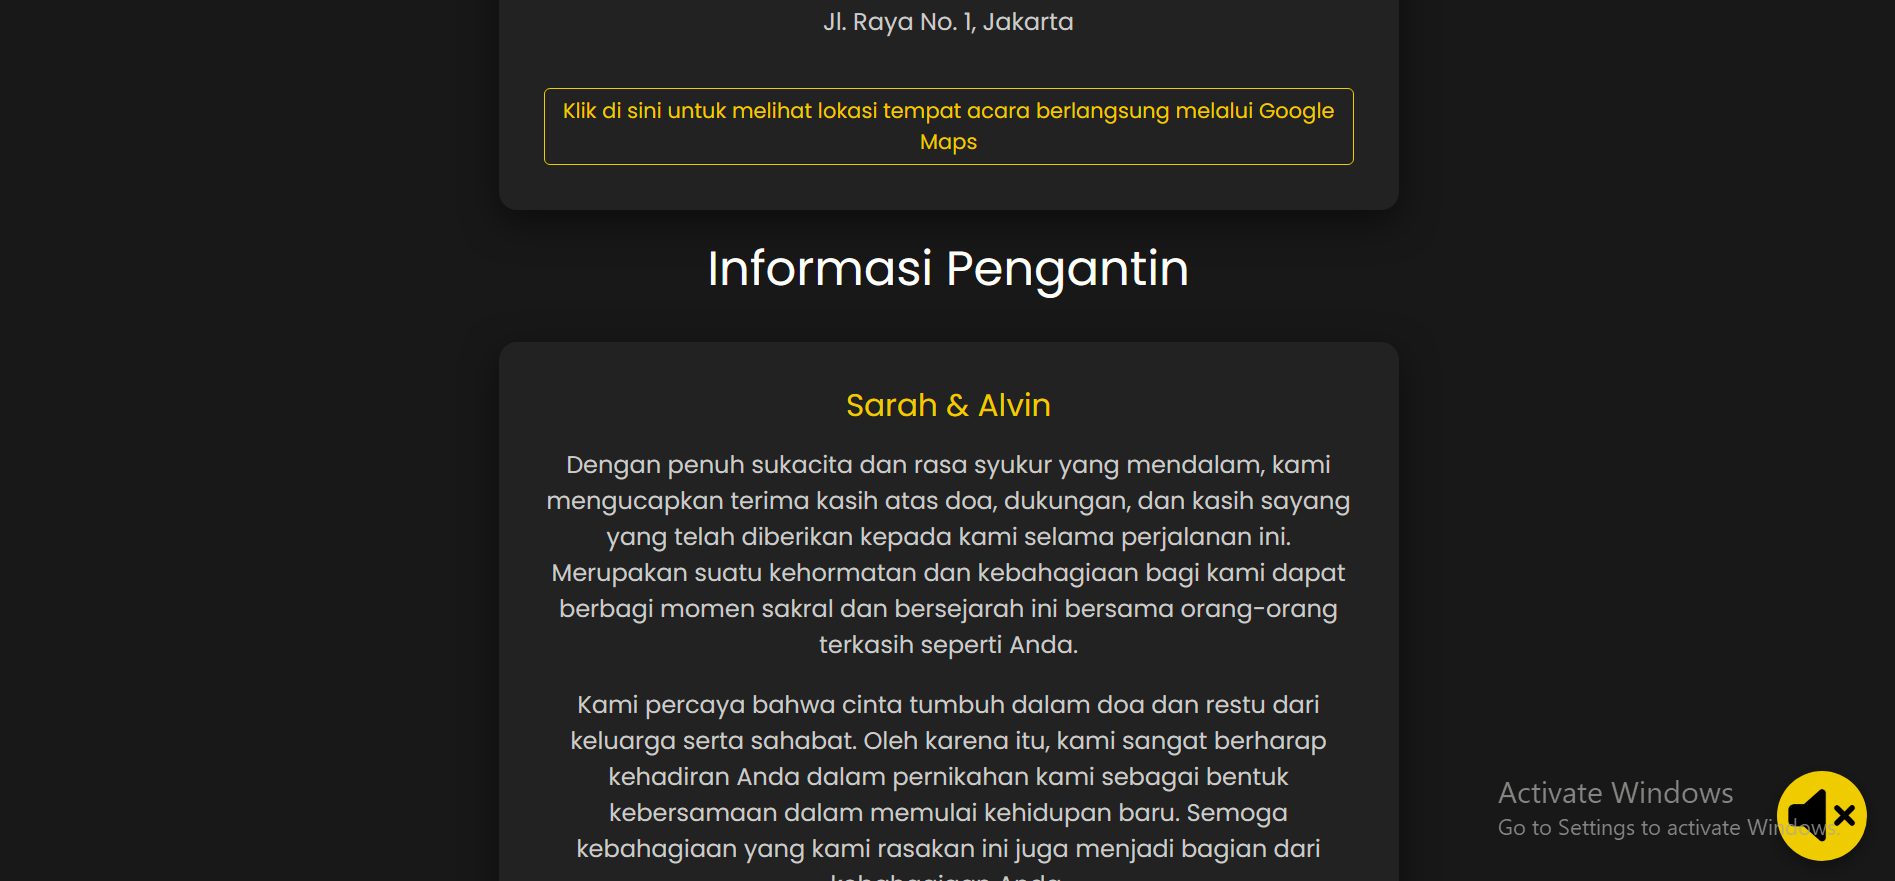 Jl. Raya No. 1, Jakarta
Klik di sini untuk melihat lokasi tempat acara berlangsung melalui Google
Maps
Informasi Pengantin
Sarah & Alvin
Dengan penuh sukacita dan rasa syukur yang mendalam, kami
mengucapkan terima kasih atas doa, dukungan, dan kasih sayang
yang telah diberikan kepada kami selama perjalanan ini.
Merupakan suatu kehormatan dan kebahagiaan bagi kami dapat
berbagi momen sakral dan bersejarah ini bersama orang-orang
terkasih seperti Anda.
Kami percaya bahwa cinta tumbuh dalam doa dan restu dari
keluarga serta sahabat. Oleh karena itu, kami sangat berharap
kehadiran Anda dalam pernikahan kami sebagai bentuk
kebersamaan dalam memulai kehidupan baru. Semoga
kebahagiaan yang kami rasakan ini juga menjadi bagian dari
kebahagiaan Anda.
Activate Windows
Go to Settings to activate Windows.